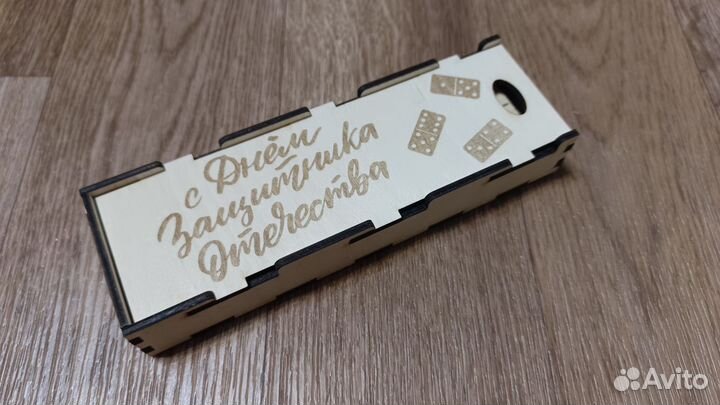 с Днём
Защитника
Отечества
Avito